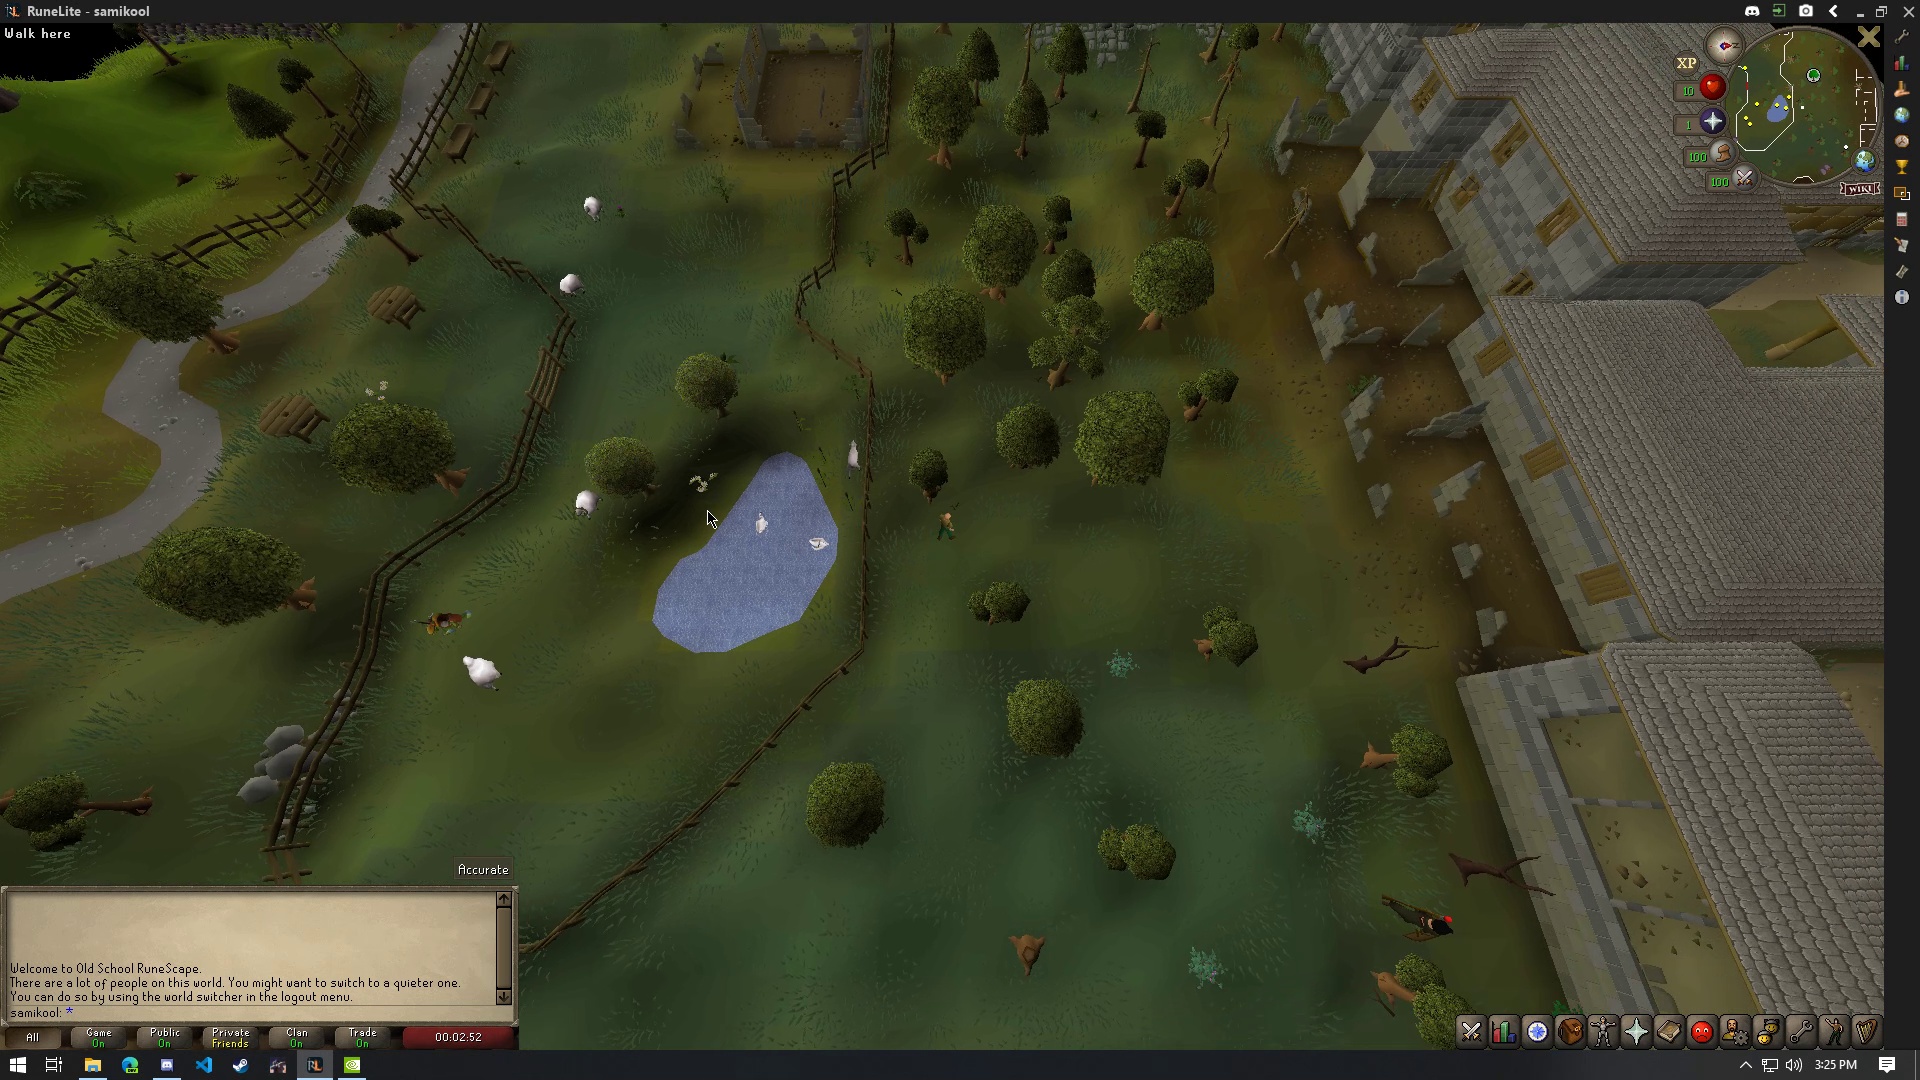 RuneLite - samikool
Walk here
XP
10
1
100
100
WIKI
Accurate
Welcome to Old School RuneScape.
There are a lot of people on this world. You might want to switch to a quieter one.
You can do so by using the world switcher in the logout menu.
samikool: *
All
Game
On
Public
On
Private
Friends
Clan
On
Trade
On
00:02:52
3:25 PM